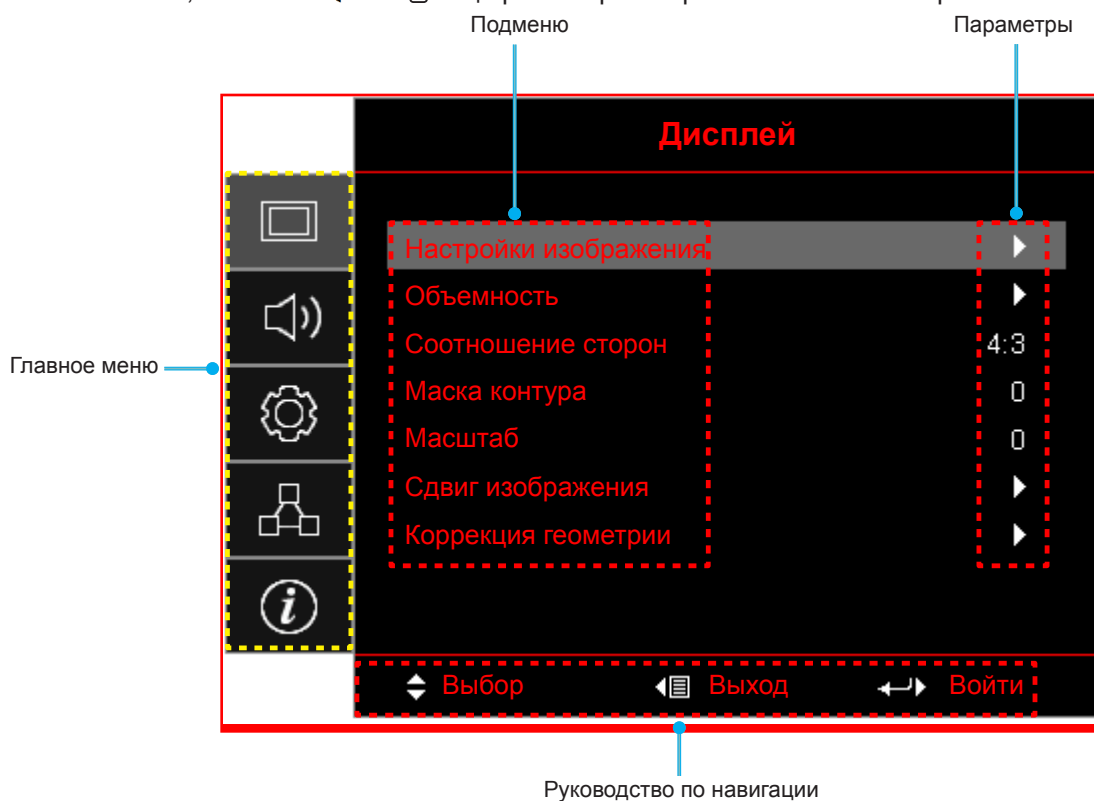 Подменю Параметры
Дисплей
Настройки изображения
Объемность
Соотношение сторон 4:3
Главное меню
Маска контура 0
Масштаб 0
Сдвиг изображения
Коррекция геометрии
Выбор Выход Войти
Руководство по навигации